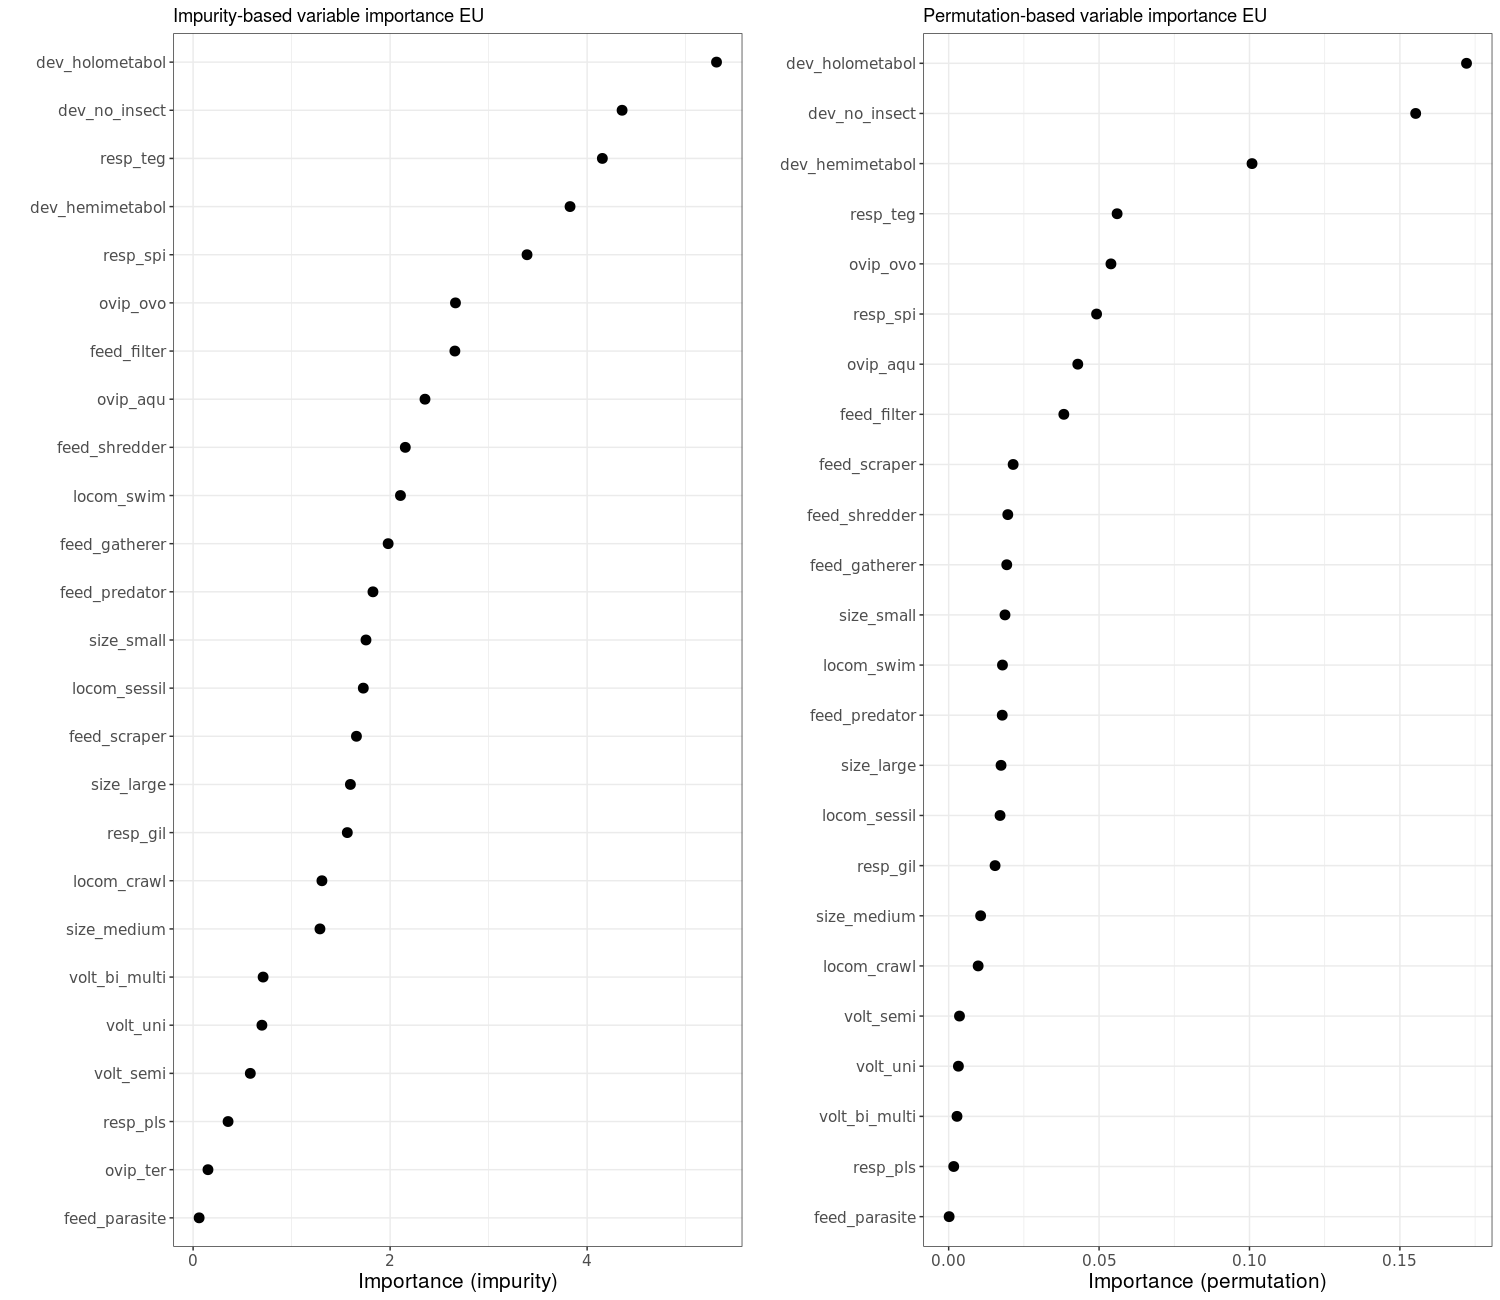 Impurity-based variable importance EU
dev_holometabol
dev_no_insect
resp_teg
dev_hemimetabol
resp_spi
ovip_ovo
feed_filter
ovip_aqu
feed_shredder
locom_swim
feed_gatherer
feed_predator
size_small
locom_sessil
feed_scraper
size_large
resp_gil
locom_crawl
size_medium
volt_bi_multi
volt_uni
volt_semi
resp_pls
ovip_ter
feed_parasite
0 2 4
Importance (impurity)
Permutation-based variable importance EU
dev_holometabol
dev_no_insect
dev_hemimetabol
resp_teg
ovip_ovo
resp_spi
ovip_aqu
feed_filter
feed_scraper
feed_shredder
feed_gatherer
size_small
locom_swim
feed_predator
size_large
locom_sessil
resp_gil
size_medium
locom_crawl
volt_semi
volt_uni
volt_bi_multi
resp_pls
feed_parasite
0.00 0.05 0.10 0.15
Importance (permutation)